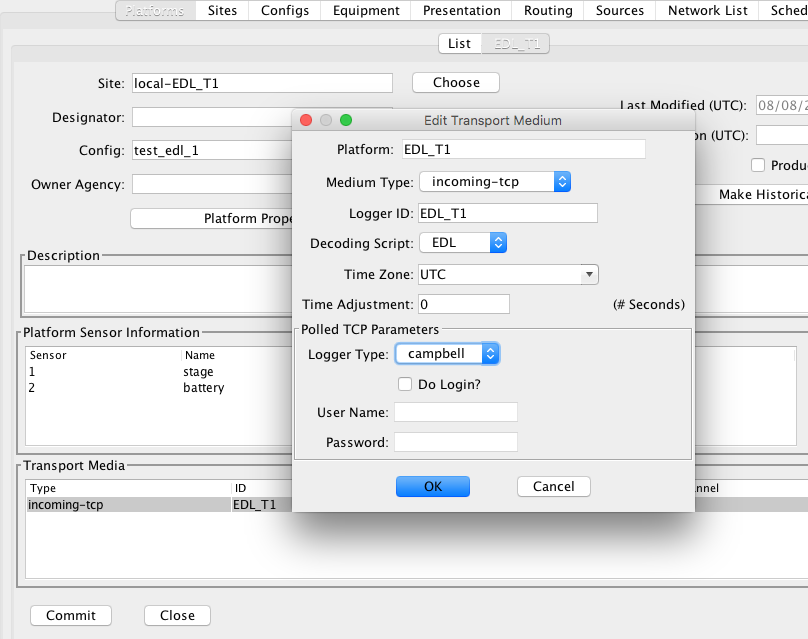 Platforms Sites Configs Equipment Presentation Routing Sources Network List Sched
List EDL_T1
Site: local-EDL_T1 Choose
Last Modified (UTC): 08/08/2
Designator:
on (UTC):
Config: test_edl_1
Produ
Owner Agency:
Make Historica
Platform Prope
Description
Platform Sensor Information
Sensor Name
1 stage
2 battery
Transport Media
Type ID nnel
incoming-tcp EDL_T1
Commit Close
Edit Transport Medium
Platform: EDL_T1
Medium Type: incoming-tcp
Logger ID: EDL_T1
Decoding Script: EDL
Time Zone: UTC
Time Adjustment: 0 (# Seconds)
Polled TCP Parameters
Logger Type: campbell
Do Login?
User Name:
Password:
OK Cancel